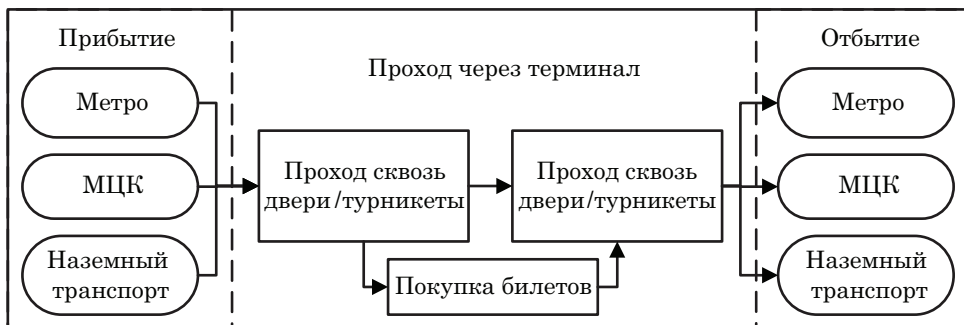 Прибытие
Метро
МЦК
Наземный
транспорт
Проход через терминал
Проход сквозь
двери/турникеты
Проход сквозь
двери/турникеты
Покупка билетов
Отбытие
Метро
МЦК
Наземный
транспорт